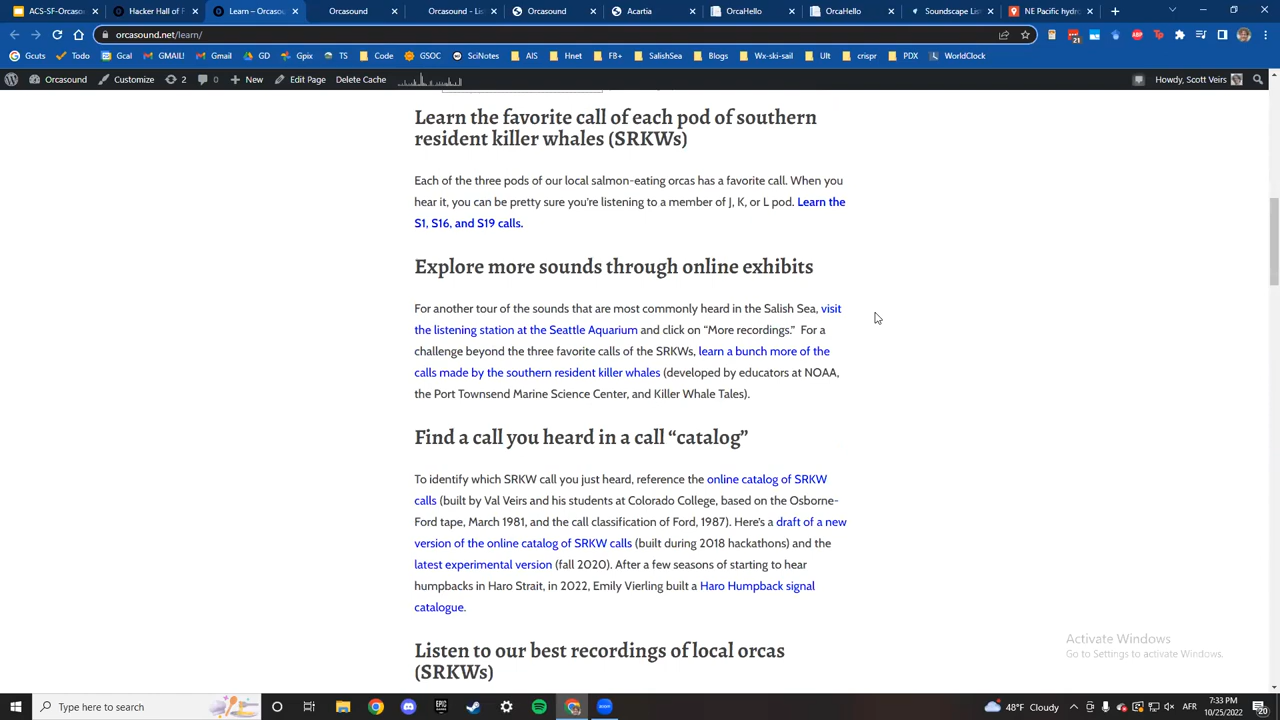 ACS-SF-Orcaso
Hacker Hall of F
Learn – Orcaso
Orcasound
Orcasound
OrcaHello
OrcaHello
Soundscape List
NE Pacific hydro
orcasound.net/learn/
Gcuts
Todo
Gcal
GMAIL!
Gmail
GD
Gpix
TS
Code
GSOC
SciNotes
AIS
Hnet
FB+
SalishSea
Blogs
Wx-ski-sail
Ult
crispr
PDX
WorldClock
Orcasound
Customize
2
0
New
Edit Page
Delete Cache
Howdy, Scott Veirs
Learn the favorite call of each pod of southern
resident killer whales (SRKWs)
Each of the three pods of our local salmon-eating orcas has a favorite call. When you
hear it, you can be pretty sure you're listening to a member of J, K, or L pod. Learn the
S1, S16, and S19 calls.
Explore more sounds through online exhibits
For another tour of the sounds that are most commonly heard in the Salish Sea, visit
the listening station at the Seattle Aquarium and click on “More recordings.” For a
challenge beyond the three favorite calls of the SRKWs, learn a bunch more of the
calls made by the southern resident killer whales (developed by educators at NOAA,
the Port Townsend Marine Science Center, and Killer Whale Tales).
Find a call you heard in a call “catalog”
To identify which SRKW call you just heard, reference the online catalog of SRKW
calls (built by Val Veirs and his students at Colorado College, based on the Osborne-
Ford tape, March 1981, and the call classification of Ford, 1987). Here's a draft of a new
version of the online catalog of SRKW calls (built during 2018 hackathons) and the
latest experimental version (fall 2020). After a few seasons of starting to hear
humpbacks in Haro Strait, in 2022, Emily Vierling built a Haro Humpback signal
catalogue.
Listen to our best recordings of local orcas
(SRKWs)
Activate Windows
Go to Settings to activate Windows.
Type here to search
48°F Cloudy
AFR
7:33 PM
10/25/2022